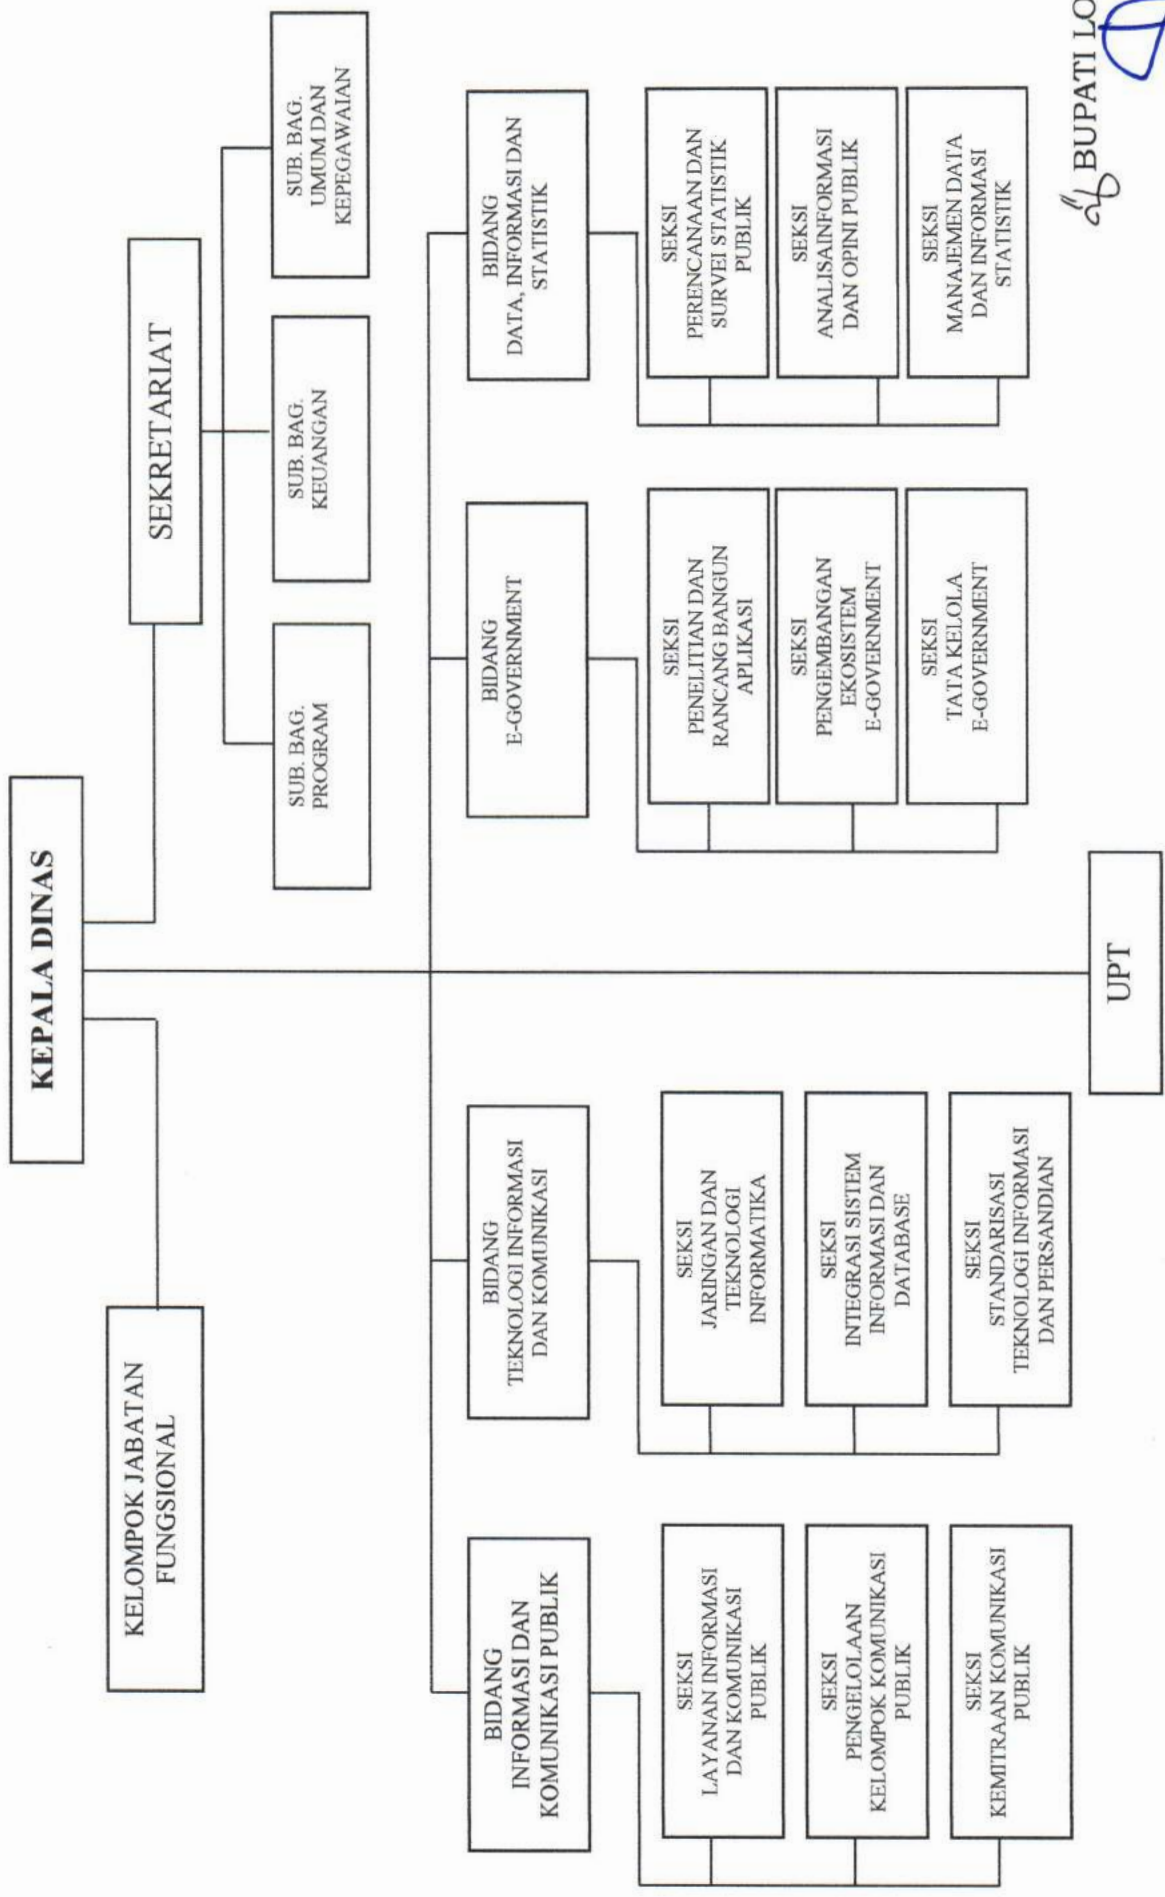 KEPALA DINAS
KELOMPOK JABATAN
FUNGSIONAL
SEKRETARIAT
SUB. BAG.
PROGRAM
SUB. BAG.
KEUANGAN
SUB. BAG.
UMUM DAN
KEPEGAWAIAN
BIDANG
INFORMASI DAN
KOMUNIKASI PUBLIK
SEKSI
LAYANAN INFORMASI
DAN KOMUNIKASI
PUBLIK
SEKSI
PENGELOLAAN
KELOMPOK KOMUNIKASI
PUBLIK
SEKSI
KEMITRAAN KOMUNIKASI
PUBLIK
BIDANG
TEKNOLOGI INFORMASI
DAN KOMUNIKASI
SEKSI
JARINGAN DAN
TEKNOLOGI
INFORMATIKA
SEKSI
INTEGRASI SISTEM
INFORMASI DAN
DATABASE
SEKSI
STANDARISASI
TEKNOLOGI INFORMASI
DAN PERSANDIAN
BIDANG
E-GOVERNMENT
SEKSI
PENELITIAN DAN
RANCANG BANGUN
APLIKASI
SEKSI
PENGEMBANGAN
EKOSISTEM
E-GOVERNMENT
SEKSI
TATA KELOLA
E-GOVERNMENT
BIDANG
DATA, INFORMASI DAN
STATISTIK
SEKSI
PERENCANAAN DAN
SURVEI STATISTIK
PUBLIK
SEKSI
ANALISAINFORMASI
DAN OPINI PUBLIK
SEKSI
MANAJEMEN DATA
DAN INFORMASI
STATISTIK
UPT
BUPATI LO